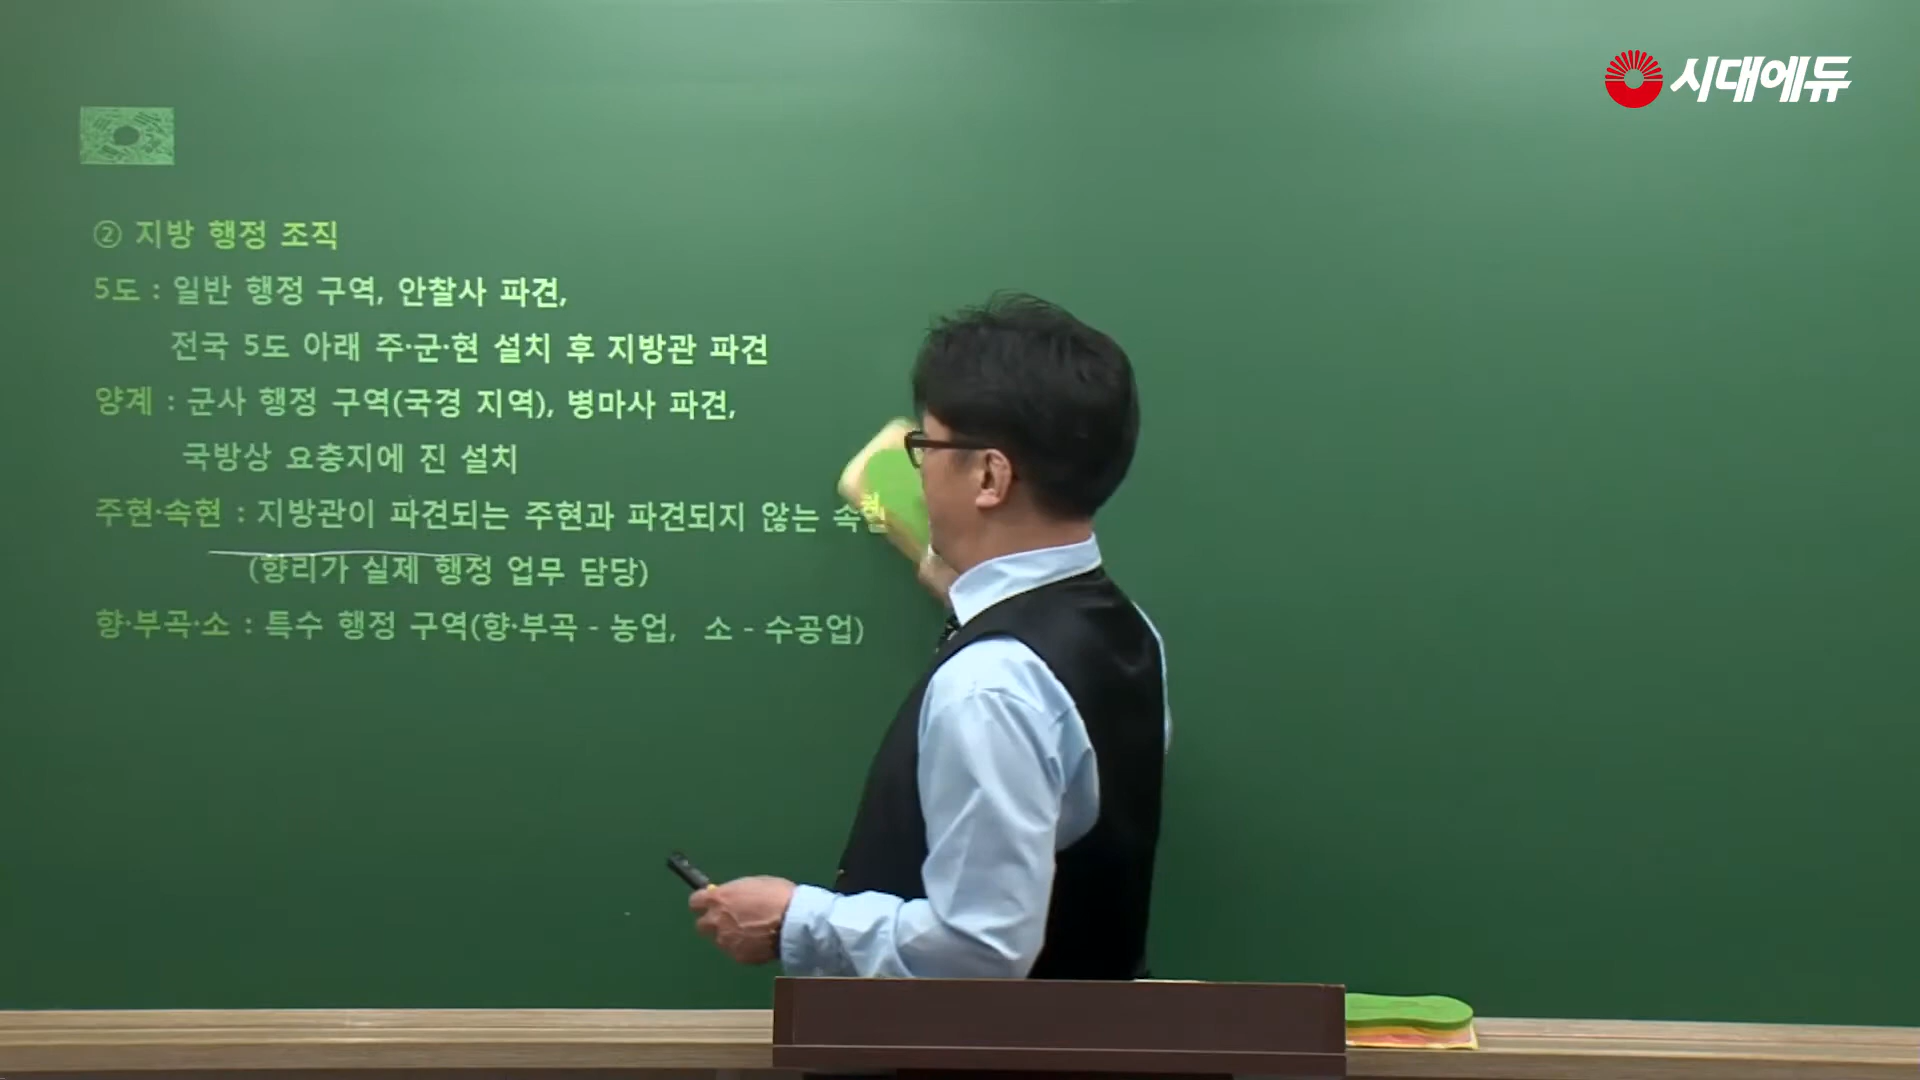 시대에듀
② 지방 행정 조직
5도 : 일반 행정 구역, 안찰사 파견,
전국 5도 아래 주·군·현 설치 후 지방관 파견
양계 : 군사 행정 구역(국경 지역), 병마사 파견,
국방상 요충지에 진 설치
주현·속현 : 지방관이 파견되는 주현과 파견되지 않는 속현
(향리가 실제 행정 업무 담당)
향·부곡·소 : 특수 행정 구역(향·부곡 - 농업, 소 - 수공업)